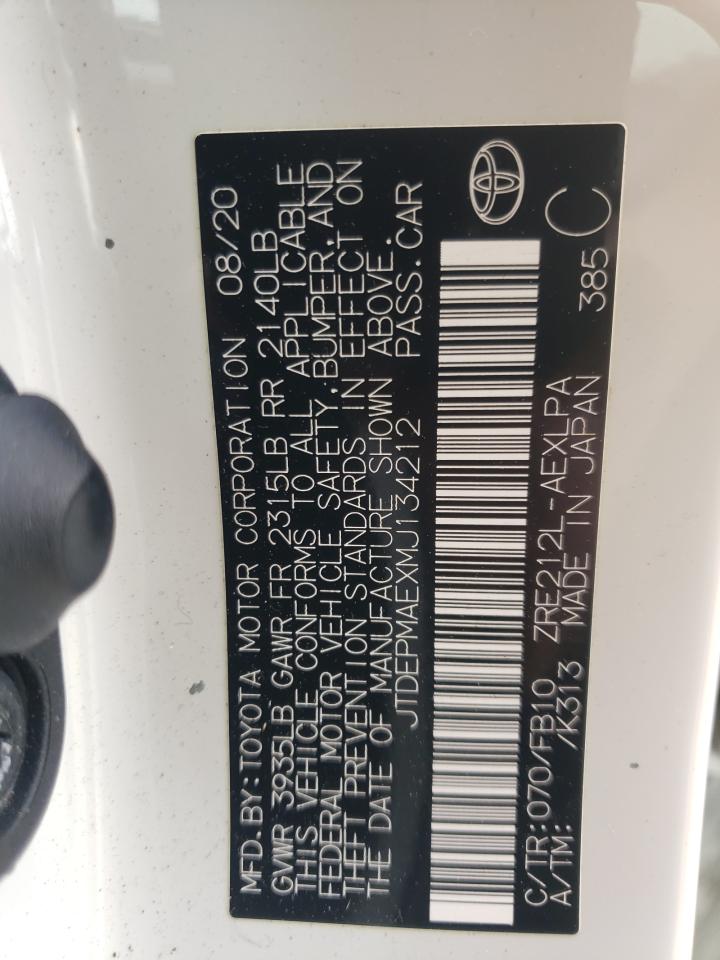 MFD.BY:TOYOTA MOTOR CORPORATION 08/20
GVWR 3935LB GAWR FR 2315LB RR 2140LB
THIS VEHICLE CONFORMS TO ALL APPLICABLE
FEDERAL MOTOR VEHICLE SAFETY,BUMPER,AND
THEFT PREVENTION STANDARDS IN EFFECT ON
THE DATE OF MANUFACTURE SHOWN ABOVE.
JTDEPMAEXMJ134212 PASS.CAR
C/TR:070/FB10 ZRE212L-AEXLPA 385 C
A/TM: /K313 MADE IN JAPAN